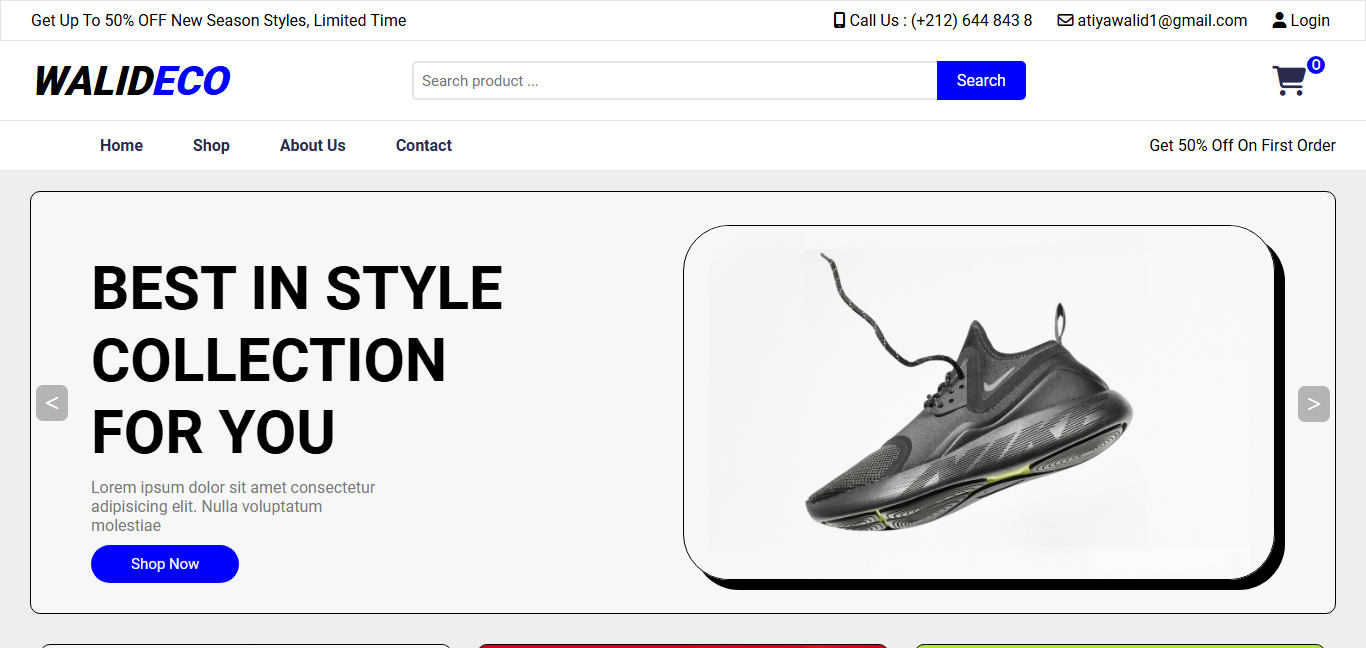 Get Up To 50% OFF New Season Styles, Limited Time
Call Us : (+212) 644 843 8
atiyawalid1@gmail.com
Login
WALIDECO
Search product ...
Search
0
Home
Shop
About Us
Contact
Get 50% Off On First Order
BEST IN STYLE
COLLECTION
FOR YOU
<
>
Lorem ipsum dolor sit amet consectetur
adipisicing elit. Nulla voluptatum
molestiae
Shop Now